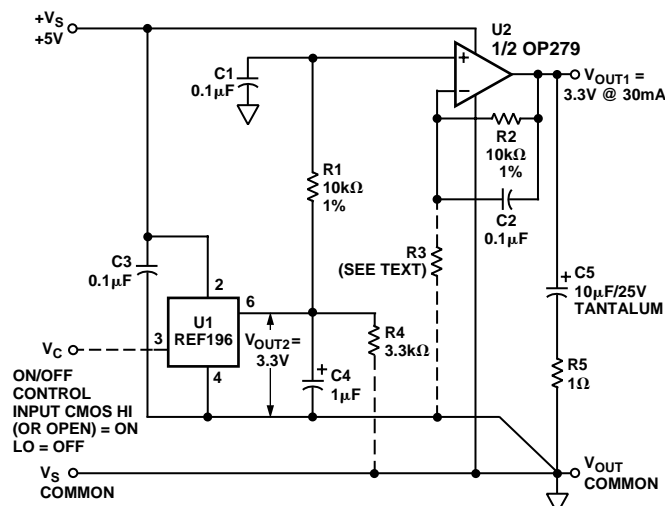 +VS
+5V
U2
1/2 OP279
C1
0.1μF
+
−
VOUT1 =
3.3V @ 30mA
R2
10kΩ
1%
R1
10kΩ
1%
C2
0.1μF
R3
(SEE TEXT)
C3
0.1μF
2
+
C5
10μF/25V
TANTALUM
U1
REF196
6
3
4
VOUT2 =
3.3V
R4
3.3kΩ
VC
+
C4
1μF
R5
1Ω
ON/OFF
CONTROL
INPUT CMOS HI
(OR OPEN) = ON
LO = OFF
VS
COMMON
VOUT
COMMON